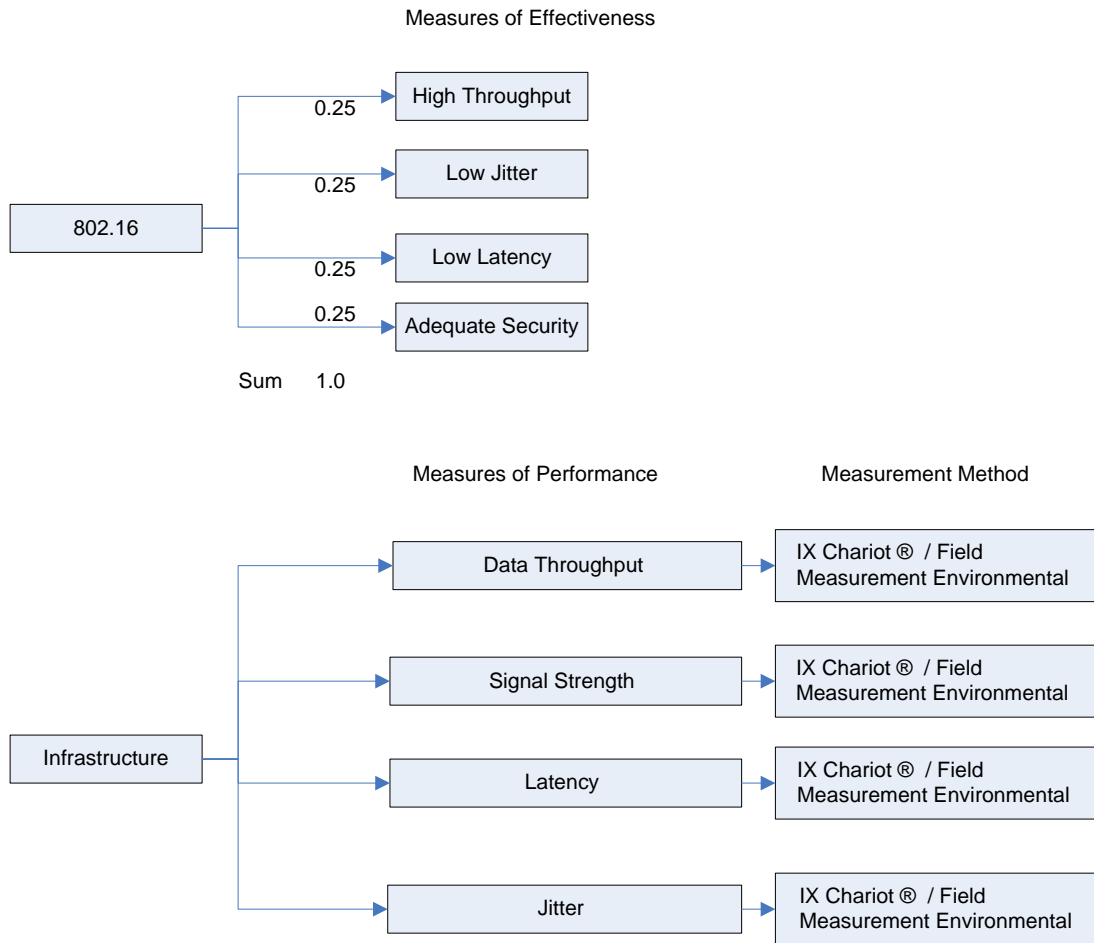 Measures of Effectiveness
High Throughput
0.25
Low Jitter
0.25
802.16
Low Latency
0.25
0.25
Adequate Security
Sum 1.0
Measures of Performance
Measurement Method
Data Throughput
IX Chariot ® / Field
Measurement Environmental
Signal Strength
IX Chariot ® / Field
Measurement Environmental
Infrastructure
Latency
IX Chariot ® / Field
Measurement Environmental
Jitter
IX Chariot ® / Field
Measurement Environmental